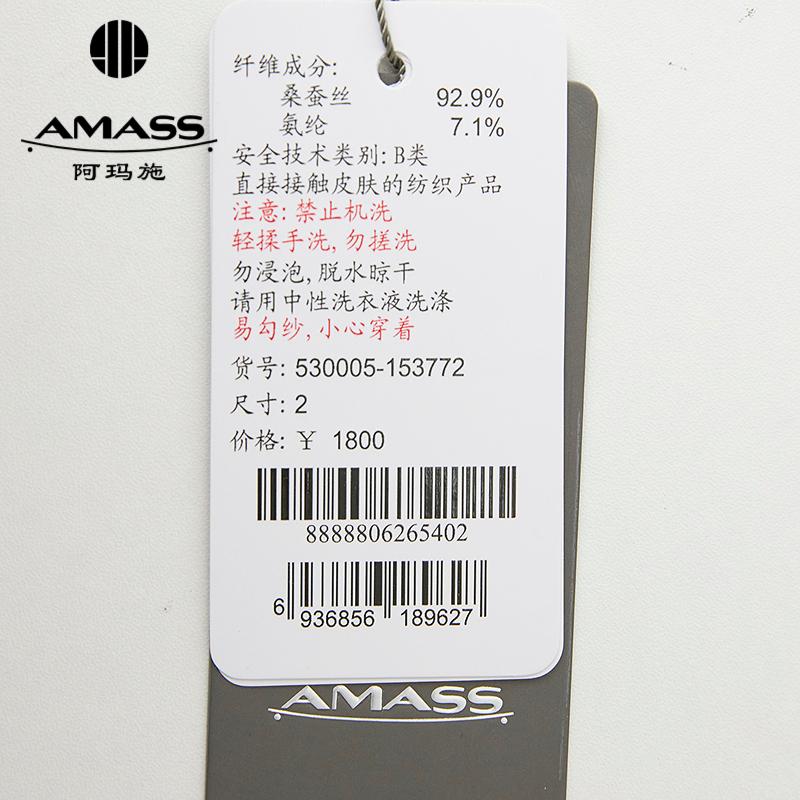 AMASS
阿玛施
纤维成分:
桑蚕丝 92.9%
氨纶 7.1%
安全技术类别: B类
直接接触皮肤的纺织产品
注意: 禁止机洗
轻揉手洗, 勿搓洗
勿浸泡, 脱水晾干
请用中性洗衣液洗涤
易勾纱, 小心穿着
货号: 530005-153772
尺寸: 2
价格: ¥ 1800
8888806265402
6 936856 189627
AMASS